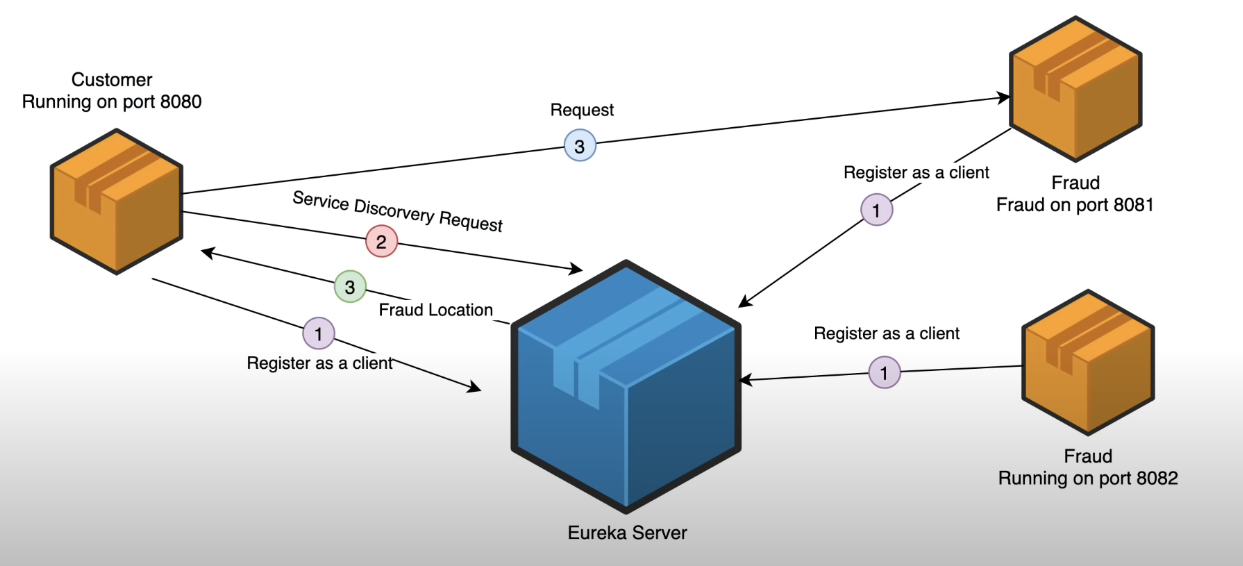 Customer
Running on port 8080
Request
3
Register as a client
1
Fraud
Fraud on port 8081
Service Discorvery Request
2
3
Fraud Location
1
Register as a client
Register as a client
1
Fraud
Running on port 8082
Eureka Server